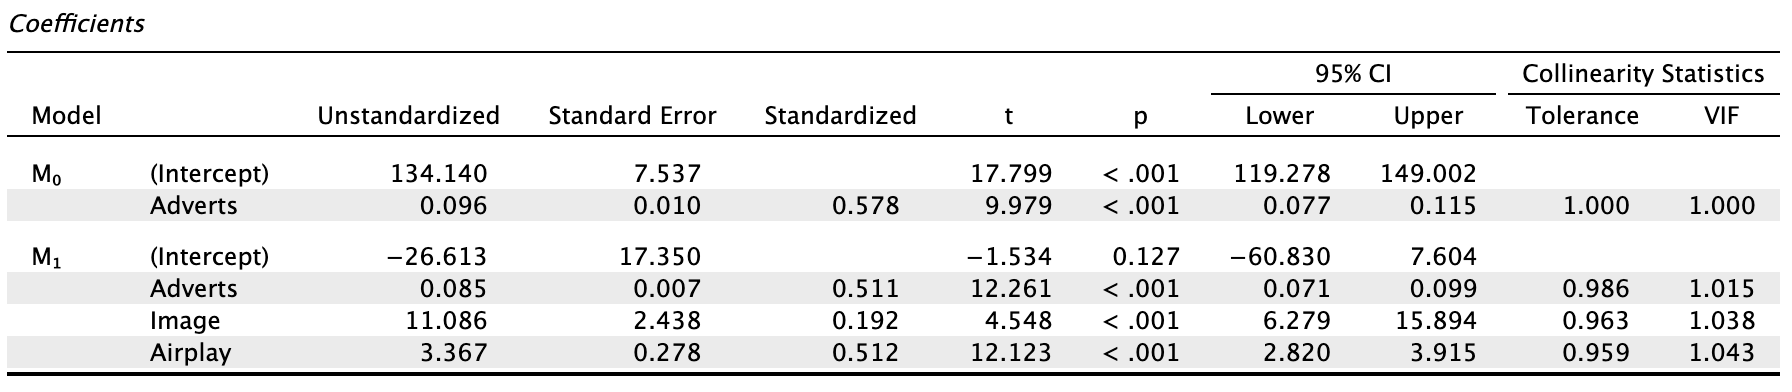 Coefficients
95% CI Collinearity Statistics
Model Unstandardized Standard Error Standardized t p Lower Upper Tolerance VIF
M₀ (Intercept) 134.140 7.537 17.799 < .001 119.278 149.002
Adverts 0.096 0.010 0.578 9.979 < .001 0.077 0.115 1.000 1.000
M₁ (Intercept) −26.613 17.350 −1.534 0.127 −60.830 7.604
Adverts 0.085 0.007 0.511 12.261 < .001 0.071 0.099 0.986 1.015
Image 11.086 2.438 0.192 4.548 < .001 6.279 15.894 0.963 1.038
Airplay 3.367 0.278 0.512 12.123 < .001 2.820 3.915 0.959 1.043